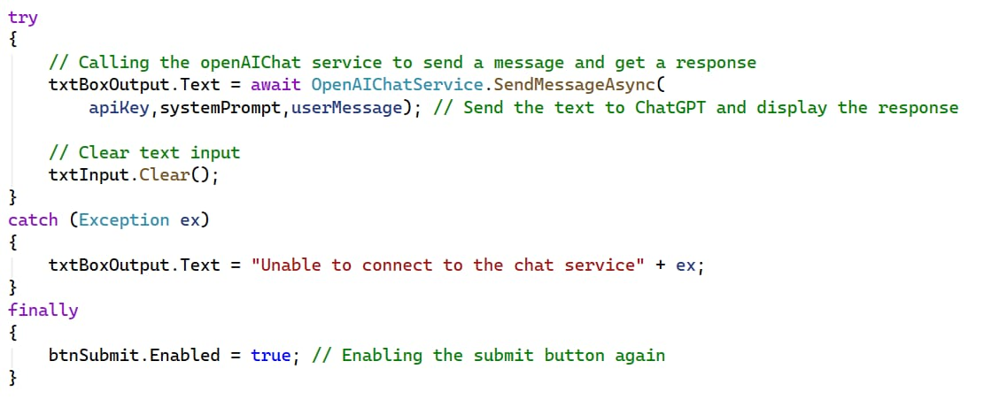 try
{
    // Calling the openAIChat service to send a message and get a response
    txtBoxOutput.Text = await OpenAIChatService.SendMessageAsync(
        apiKey,systemPrompt,userMessage); // Send the text to ChatGPT and display the response

    // Clear text input
    txtInput.Clear();
}
catch (Exception ex)
{
    txtBoxOutput.Text = "Unable to connect to the chat service" + ex;
}
finally
{
    btnSubmit.Enabled = true; // Enabling the submit button again
}